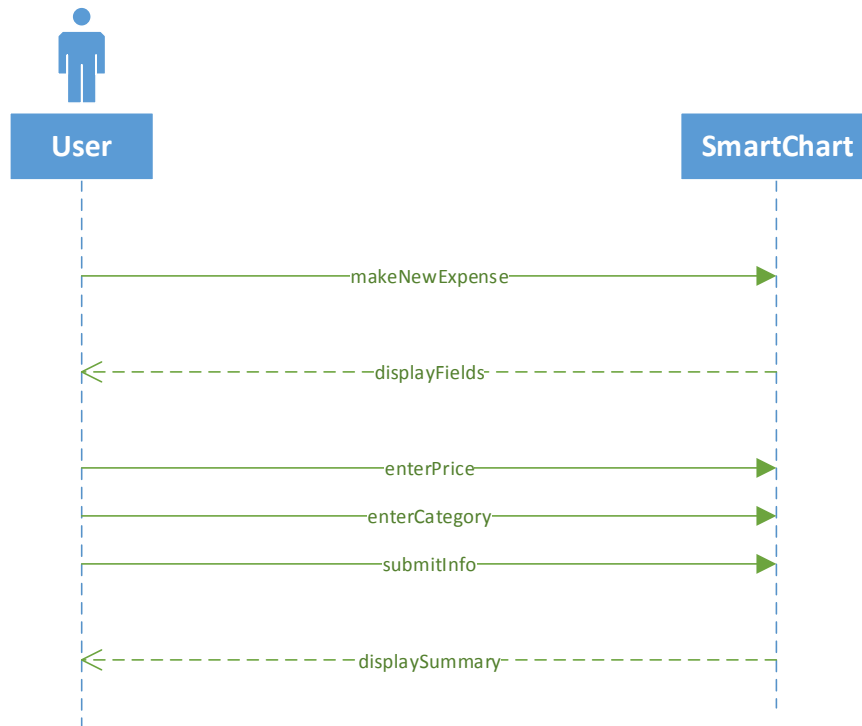 User
SmartChart
makeNewExpense
displayFields
enterPrice
enterCategory
submitInfo
displaySummary